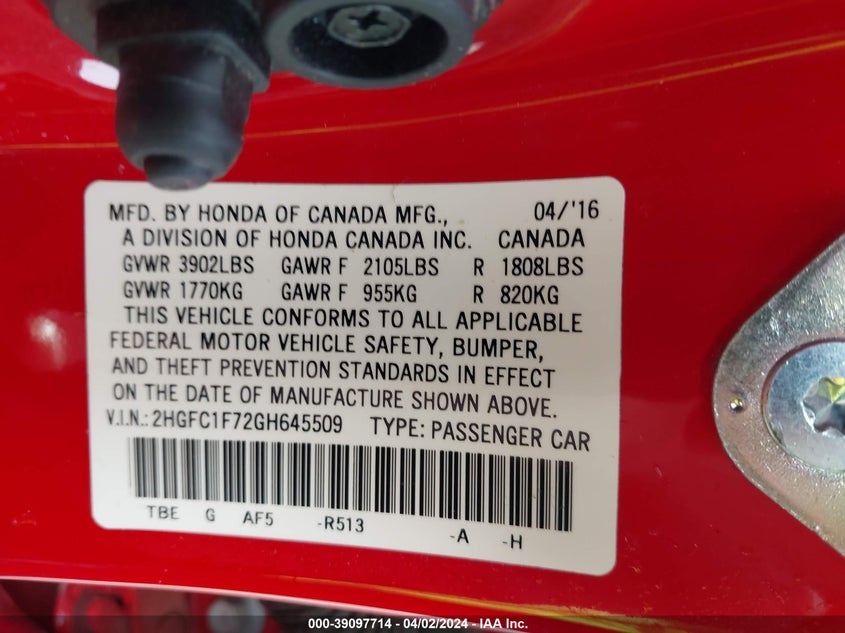 MFD. BY HONDA OF CANADA MFG., 04/'16
A DIVISION OF HONDA CANADA INC. CANADA
GVWR 3902LBS GAWR F 2105LBS R 1808LBS
GVWR 1770KG GAWR F 955KG R 820KG
THIS VEHICLE CONFORMS TO ALL APPLICABLE
FEDERAL MOTOR VEHICLE SAFETY, BUMPER,
AND THEFT PREVENTION STANDARDS IN EFFECT
ON THE DATE OF MANUFACTURE SHOWN ABOVE.
V.I.N.:2HGFC1F72GH645509 TYPE: PASSENGER CAR
TBE G AF5 -R513 -A -H
000-39097714 - 04/02/2024 - IAA Inc.